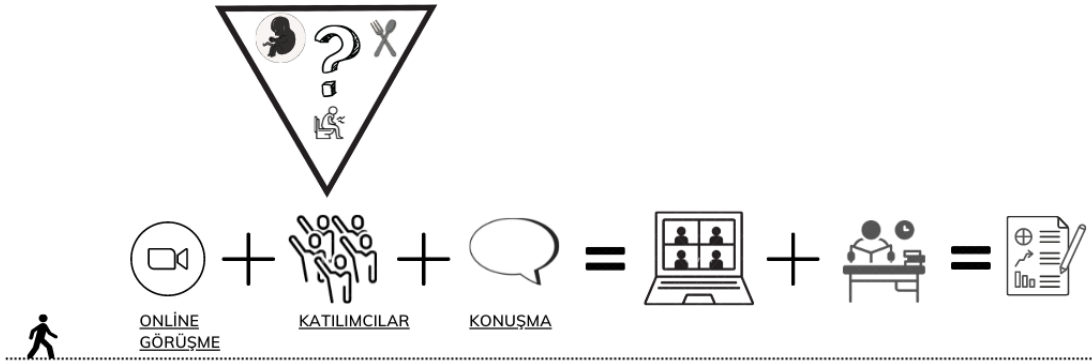 ?
ONLİNE
GÖRÜŞME
KATILIMCILAR
KONUŞMA